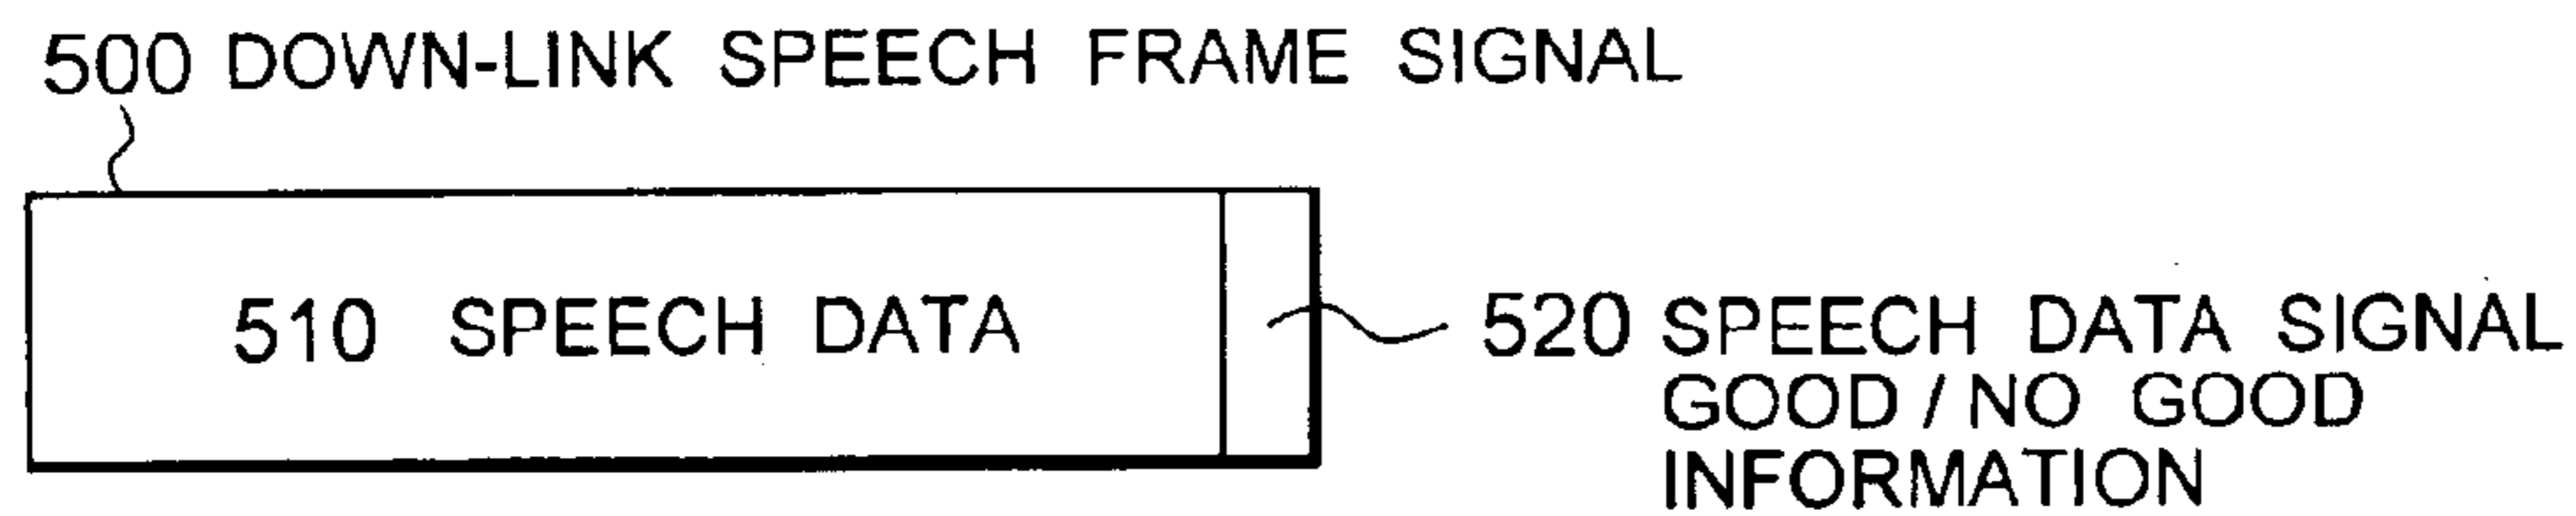 500 DOWN-LINK SPEECH FRAME SIGNAL
510 SPEECH DATA
520 SPEECH DATA SIGNAL
GOOD / NO GOOD
INFORMATION